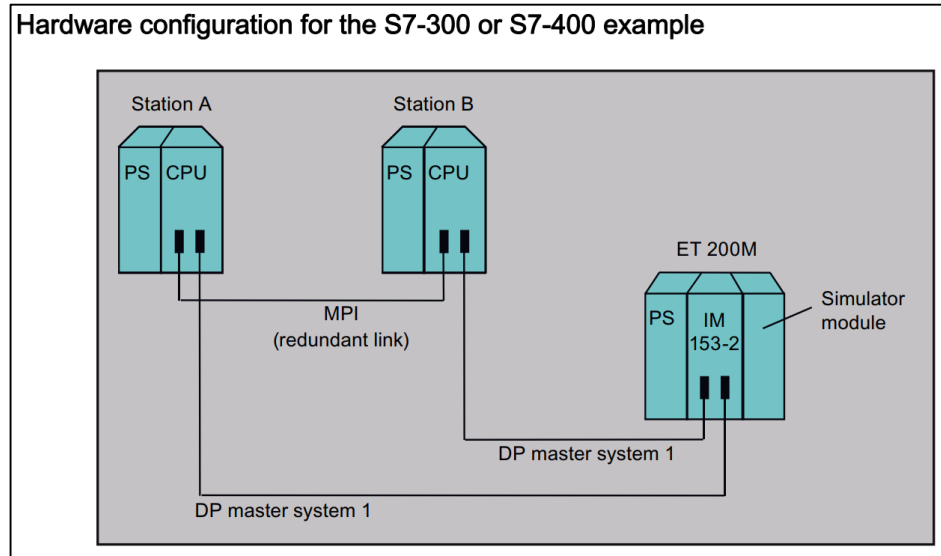 Hardware configuration for the S7-300 or S7-400 example
Station A
Station B
PS
CPU
PS
CPU
ET 200M
MPI
(redundant link)
PS
IM
153-2
Simulator
module
DP master system 1
DP master system 1